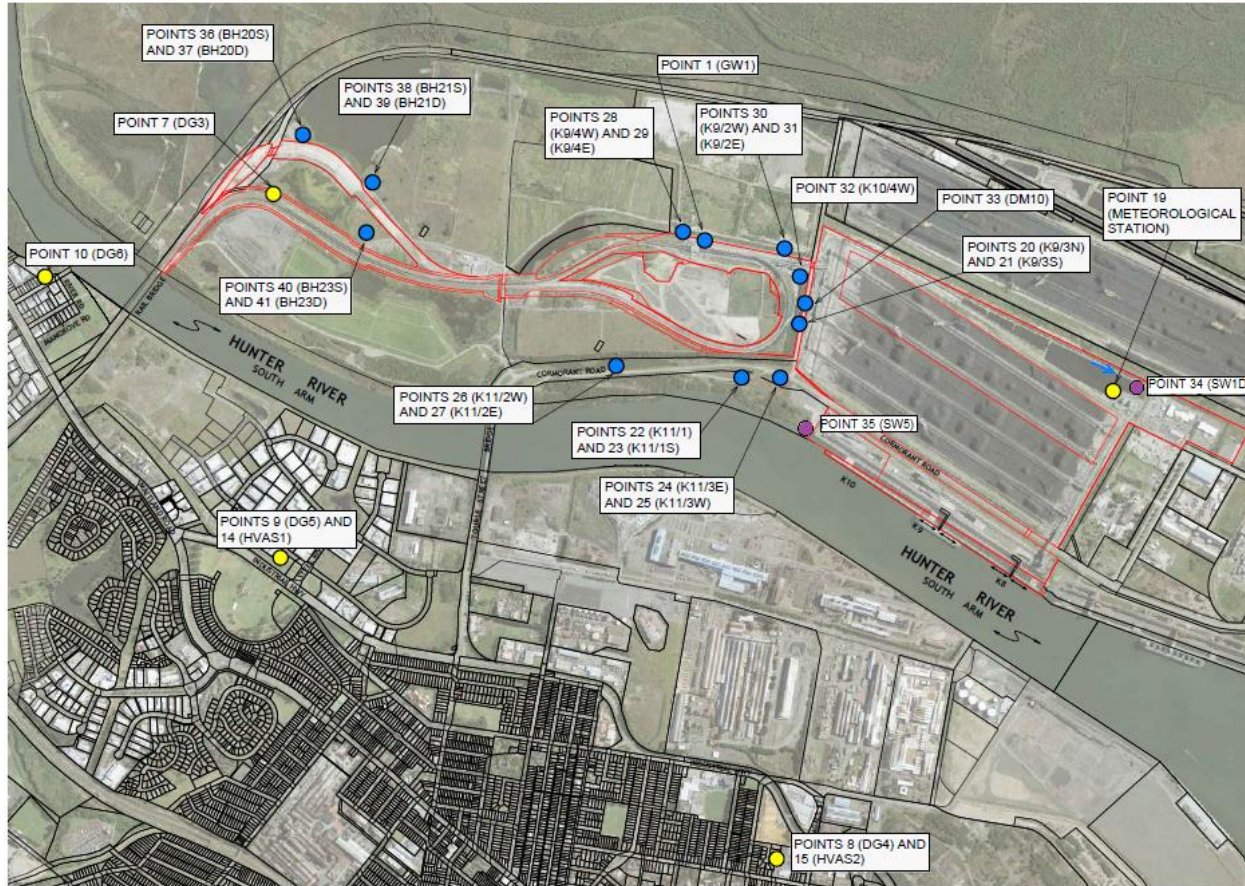 POINTS 36 (BH20S)
AND 37 (BH20D)
POINT 1 (GW1)
POINTS 38 (BH21S)
AND 39 (BH21D)
POINTS 28
(K9/4W) AND 29
(K9/4E)
POINTS 30
(K9/2W) AND 31
(K9/2E)
POINT 7 (DG3)
POINT 32 (K10/4W)
POINT 33 (DM10)
POINT 19
(METEOROLOGICAL
STATION)
POINT 10 (DG6)
POINTS 20 (K9/3N)
AND 21 (K9/3S)
POINTS 40 (BH23S)
AND 41 (BH23D)
RAIL BRIDGE
MANGROVE RD
HUNTER RIVER
SOUTH ARM
CORMORANT ROAD
POINTS 26 (K11/2W)
AND 27 (K11/2E)
POINT 34 (SW1D
POINTS 22 (K11/1)
AND 23 (K11/1S)
POINT 35 (SW5)
CORMORANT ROAD
POINTS 24 (K11/3E)
AND 25 (K11/3W)
K10
K9
K8
HUNTER RIVER
SOUTH ARM
POINTS 9 (DG5) AND
14 (HVAS1)
POINTS 8 (DG4) AND
15 (HVAS2)